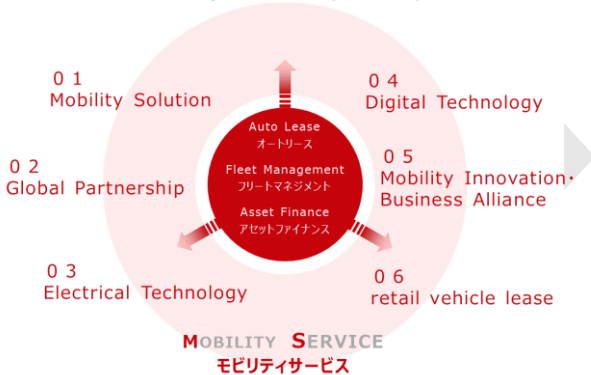 0 1
Mobility Solution
0 2
Global Partnership
0 3
Electrical Technology
Auto Lease
オートリース
Fleet Management
フリートマネジメント
Asset Finance
アセットファイナンス
0 4
Digital Technology
0 5
Mobility Innovation・
Business Alliance
0 6
retail vehicle lease
MOBILITY SERVICE
モビリティサービス